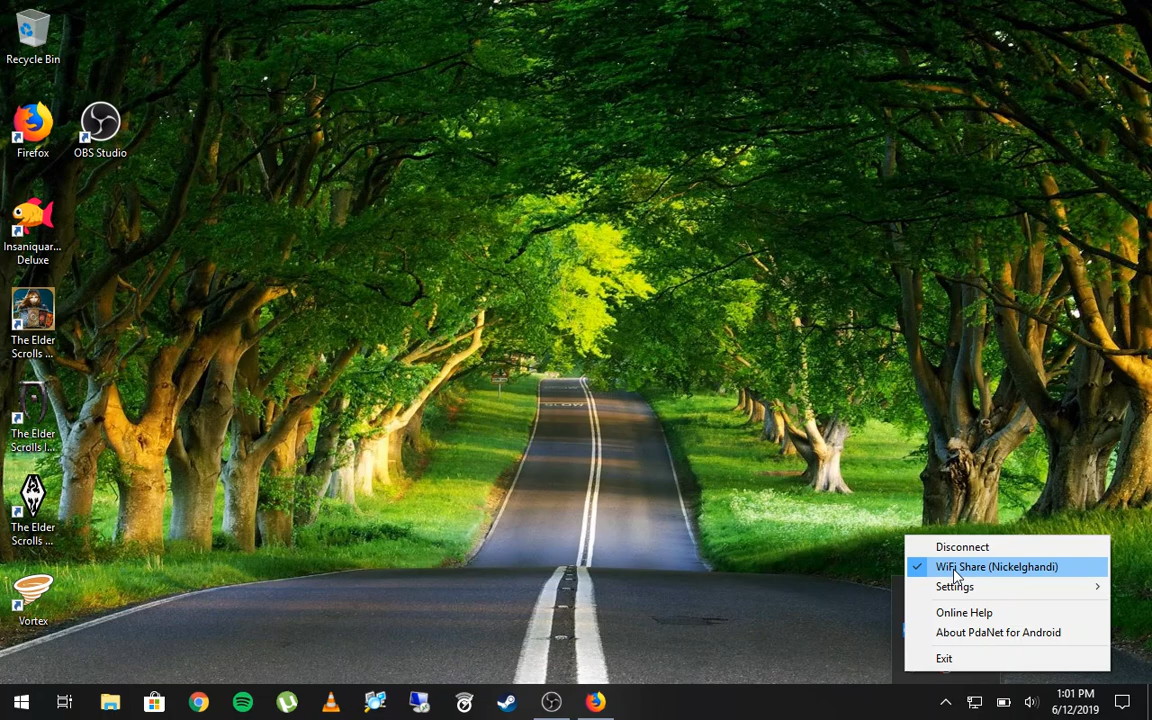 Recycle Bin
Firefox
OBS Studio
Insaniquar...
Deluxe
The Elder
Scrolls ...
The Elder
Scrolls I...
The Elder
Scrolls ...
Vortex
SLOW
Disconnect
WiFi Share (Nickelghandi)
Settings
Online Help
About PdaNet for Android
Exit
1:01 PM
6/12/2019